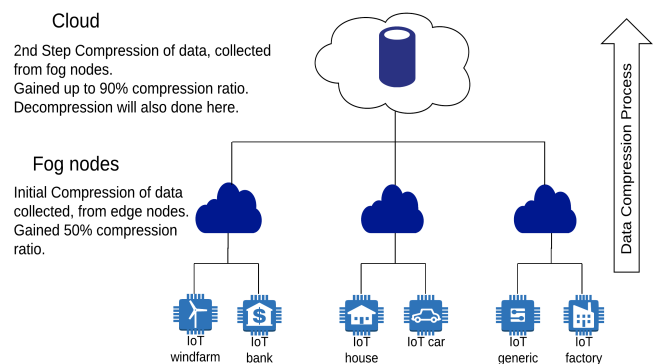 Cloud
2nd Step Compression of data, collected
from fog nodes.
Gained up to 90% compression ratio.
Decompression will also done here.
Data Compression Process
Fog nodes
Initial Compression of data
collected, from edge nodes.
Gained 50% compression
ratio.
IoT
windfarm
IoT
bank
IoT
house
IoT car
IoT
generic
IoT
factory